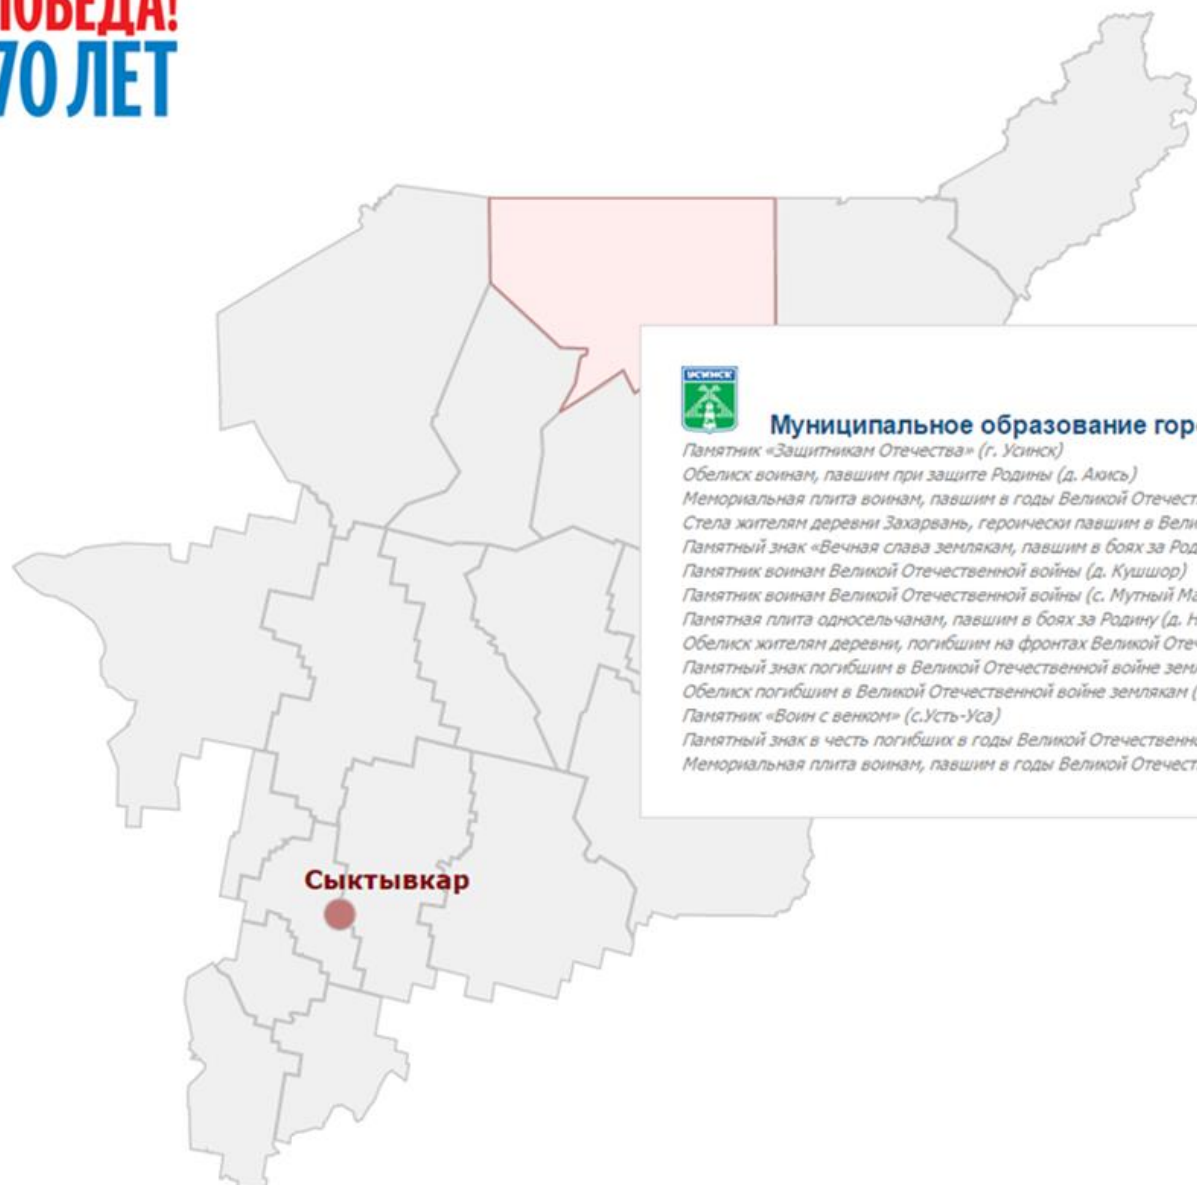 ПОБЕДА!
70 ЛЕТ
УСИНСК
Муниципальное образование гор
Памятник «Защитникам Отечества» (г. Усинск)
Обелиск воинам, павшим при защите Родины (д. Акись)
Мемориальная плита воинам, павшим в годы Великой Отечест
Стела жителям деревни Захарвань, героически павшим в Вели
Памятный знак «Вечная слава землякам, павшим в боях за Род
Памятник воинам Великой Отечественной войны (д. Кушшор)
Памятник воинам Великой Отечественной войны (с. Мутный Ма
Памятная плита односельчанам, павшим в боях за Родину (д. Н
Обелиск жителям деревни, погибшим на фронтах Великой Оте
Памятный знак погибшим в Великой Отечественной войне земл
Обелиск погибшим в Великой Отечественной войне землякам (
Памятник «Воин с венком» (с.Усть-Уса)
Памятный знак в честь погибших в годы Великой Отечественно
Мемориальная плита воинам, павшим в годы Великой Отечест
Сыктывкар